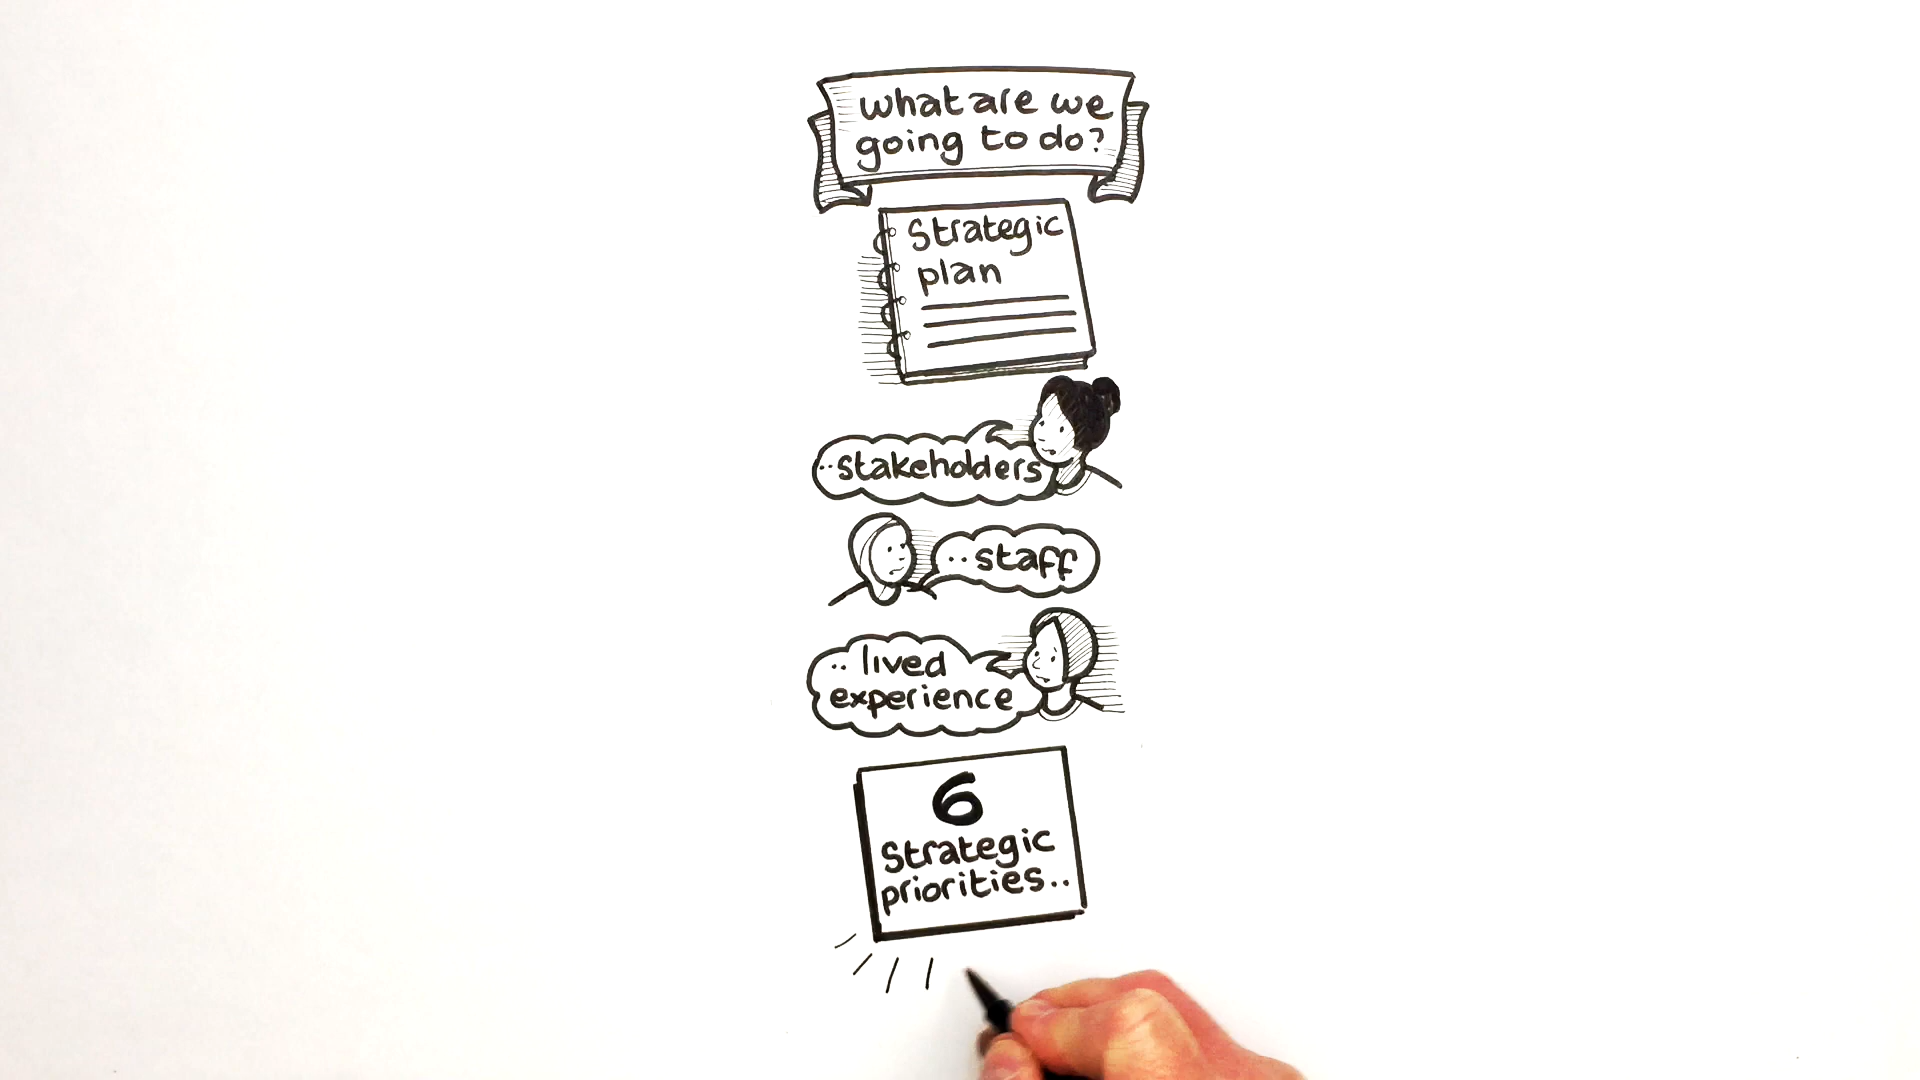 what are we
going to do?
Strategic
plan
..stakeholders
..staff
.. lived
experience
6
Strategic
priorities..